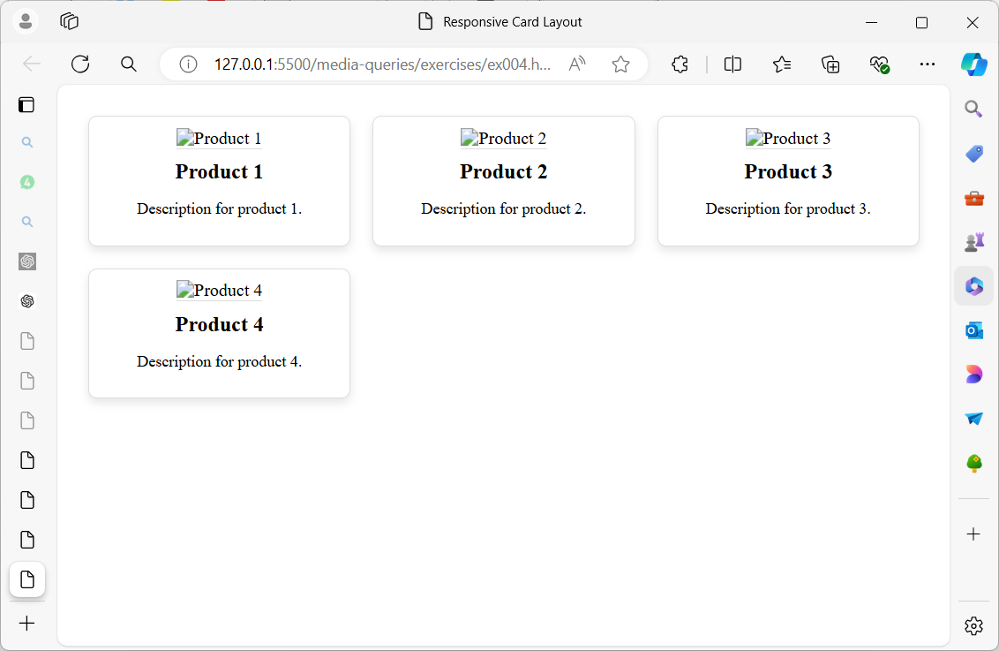 Responsive Card Layout
127.0.0.1:5500/media-queries/exercises/ex004.h...
Product 1
Product 1
Description for product 1.
Product 2
Product 2
Description for product 2.
Product 3
Product 3
Description for product 3.
Product 4
Product 4
Description for product 4.